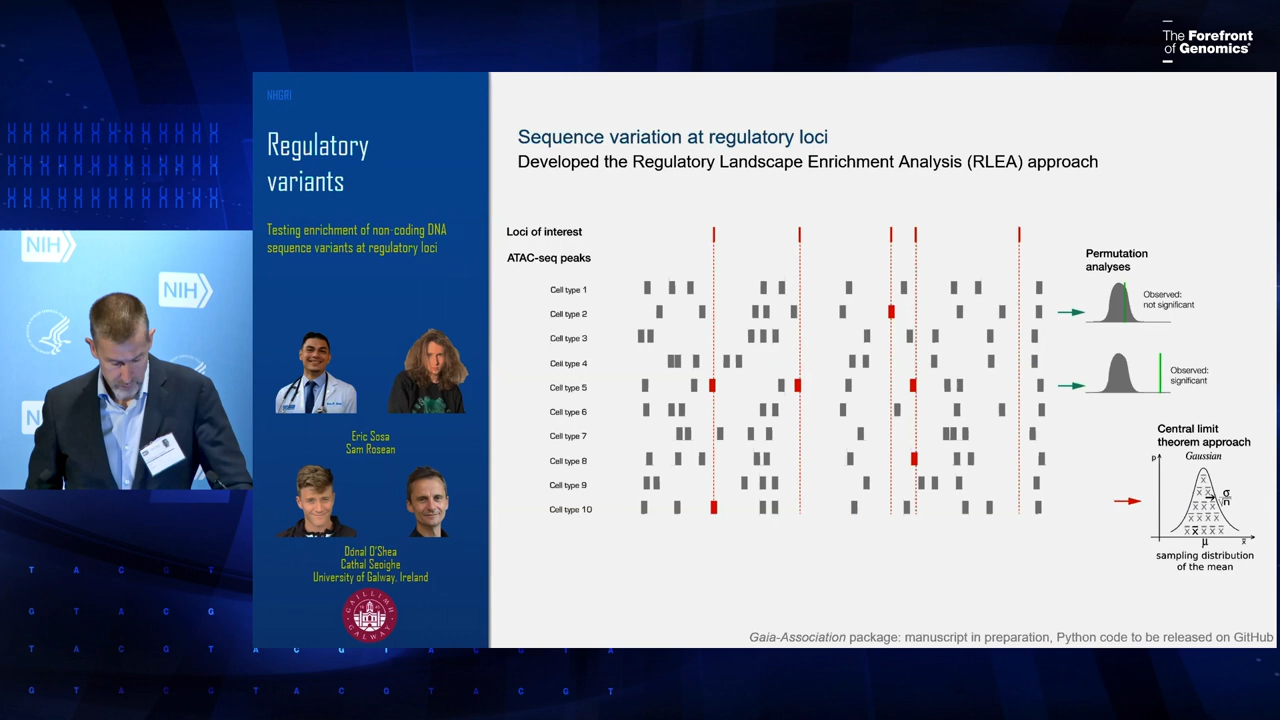 The Forefront
of Genomics®
NHGRI
Regulatory
variants
Testing enrichment of non-coding DNA
sequence variants at regulatory loci
Eric Sosa
Sam Rosean
Dónal O'Shea
Cathal Seoighe
University of Galway, Ireland
GAILLIMH
GALWAY
Sequence variation at regulatory loci
Developed the Regulatory Landscape Enrichment Analysis (RLEA) approach
Loci of interest
ATAC-seq peaks
Cell type 1
Cell type 2
Cell type 3
Cell type 4
Cell type 5
Cell type 6
Cell type 7
Cell type 8
Cell type 9
Cell type 10
Permutation
analyses
Observed:
not significant
Observed:
significant
Central limit
theorem approach
Gaussian
p
σ
n
μ
x̄
sampling distribution
of the mean
Gaia-Association package: manuscript in preparation, Python code to be released on GitHub
NIH
NIH
N
T A C G T
G T A C G
T A C G T A C G T A
G T A C G T A C G T A C G T